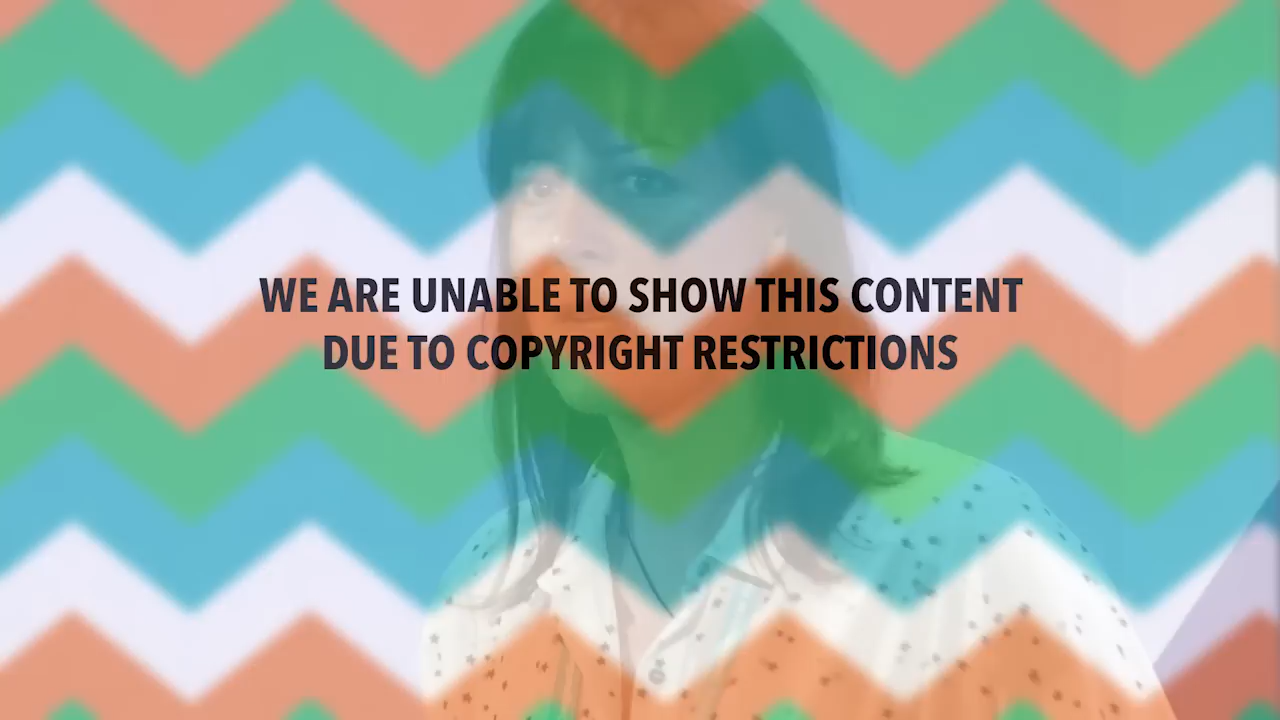 WE ARE UNABLE TO SHOW THIS CONTENT
DUE TO COPYRIGHT RESTRICTIONS